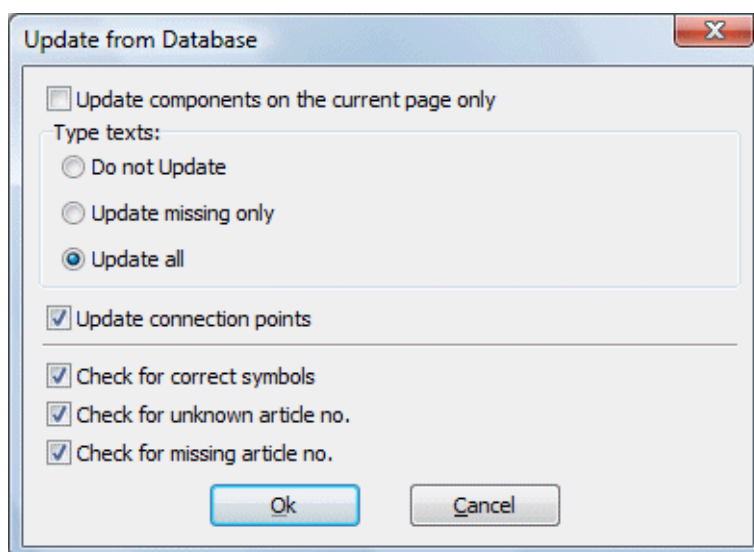 Update from Database
Update components on the current page only
Type texts:
Do not Update
Update missing only
Update all
Update connection points
Check for correct symbols
Check for unknown article no.
Check for missing article no.
Ok
Cancel